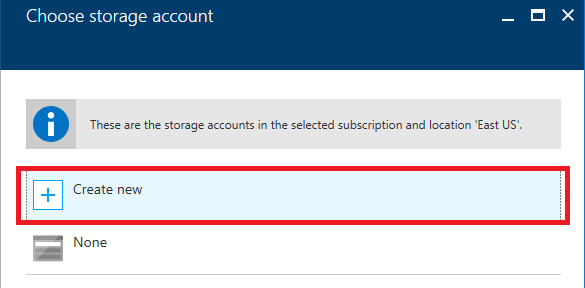 Choose storage account
These are the storage accounts in the selected subscription and location 'East US'.
Create new
None